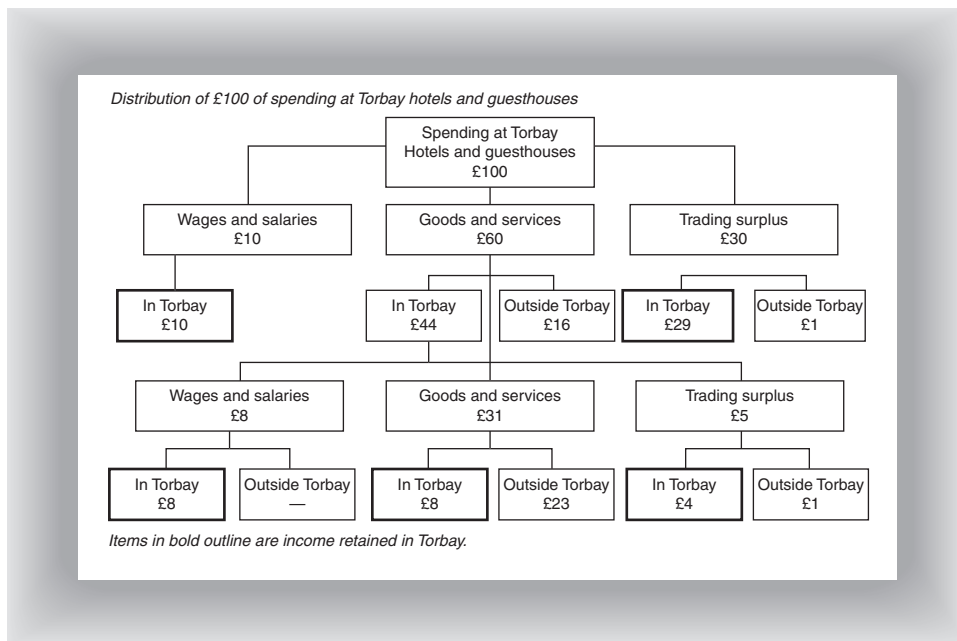 Distribution of £100 of spending at Torbay hotels and guesthouses
Spending at Torbay
Hotels and guesthouses
£100
Wages and salaries
£10
Goods and services
£60
Trading surplus
£30
In Torbay
£10
In Torbay
£44
Outside Torbay
£16
In Torbay
£29
Outside Torbay
£1
Wages and salaries
£8
Goods and services
£31
Trading surplus
£5
In Torbay
£8
Outside Torbay
—
In Torbay
£8
Outside Torbay
£23
In Torbay
£4
Outside Torbay
£1
Items in bold outline are income retained in Torbay.